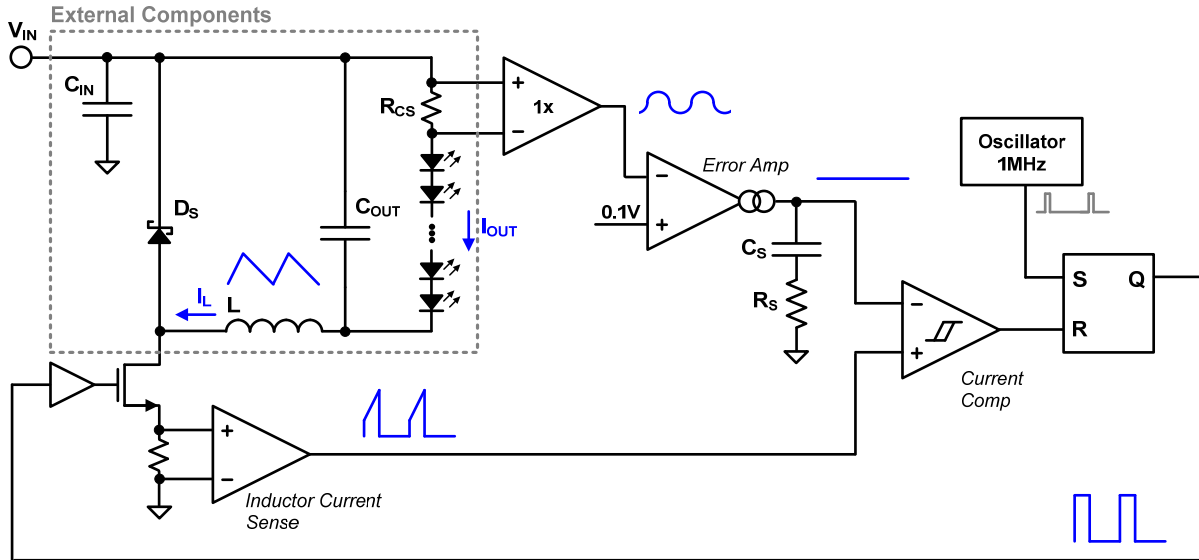 External Components
VIN
CIN
RCS
1x
Error Amp
Oscillator
1MHz
DS
COUT
IOUT
0.1V
CS
IL
L
RS
S
Q
R
Current
Comp
Inductor Current
Sense
+
−
−
+
−
+
+
−